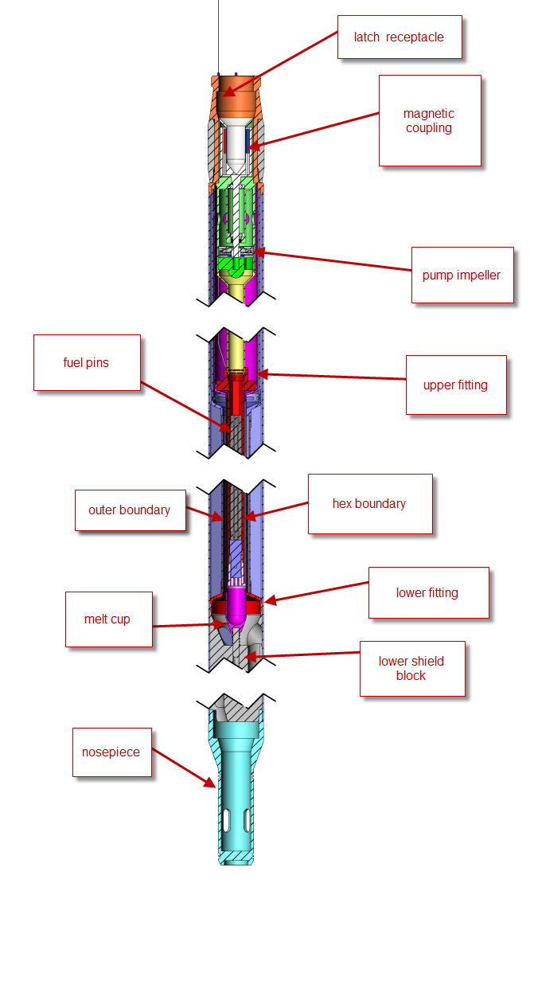 latch receptacle
magnetic
coupling
pump impeller
fuel pins
upper fitting
outer boundary
hex boundary
lower fitting
melt cup
lower shield
block
nosepiece